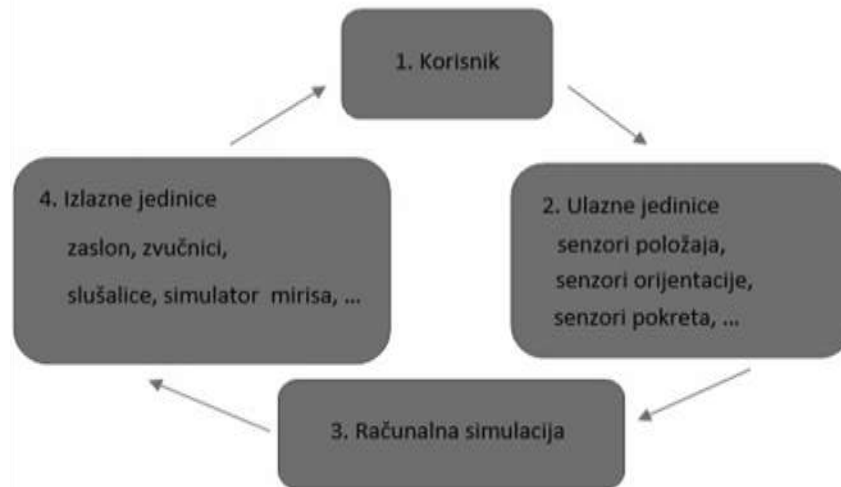 1. Korisnik
2. Ulazne jedinice
senzori položaja,
senzori orijentacije,
senzori pokreta, ...
3. Računalna simulacija
4. Izlazne jedinice
zaslon, zvučnici,
slušalice, simulator mirisa, ...